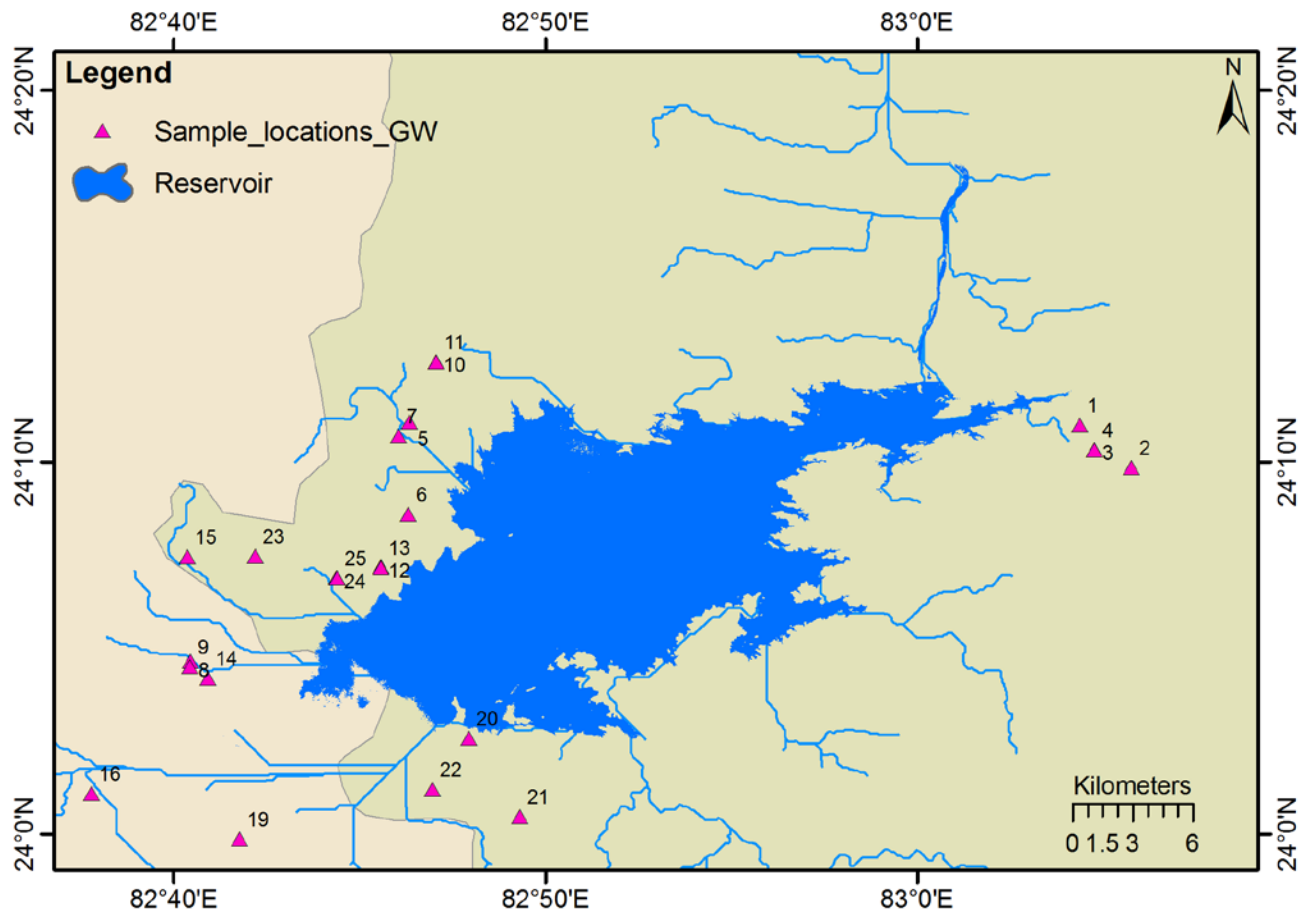 82°40'E 82°50'E 83°0'E
24°20'N
24°20'N
Legend
N
Sample_locations_GW
Reservoir
11
10
7
5
1
4
3
2
24°10'N
24°10'N
6
15
23
25
24
13
12
9
8
14
20
16
22
21
19
Kilometers
0 1.5 3 6
24°0'N
24°0'N
82°40'E 82°50'E 83°0'E